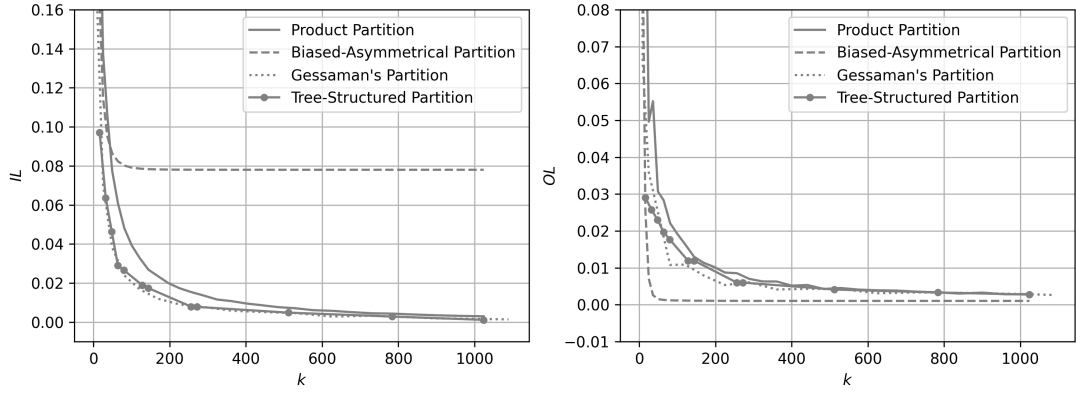 0.16
0.14
0.12
0.10
0.08
0.06
0.04
0.02
0.00
IL
0
200
400
600
800
1000
k
Product Partition
Biased-Asymmetrical Partition
Gessaman's Partition
Tree-Structured Partition
0.08
0.07
0.06
0.05
0.04
0.03
0.02
0.01
0.00
−0.01
OL
0
200
400
600
800
1000
k
Product Partition
Biased-Asymmetrical Partition
Gessaman's Partition
Tree-Structured Partition